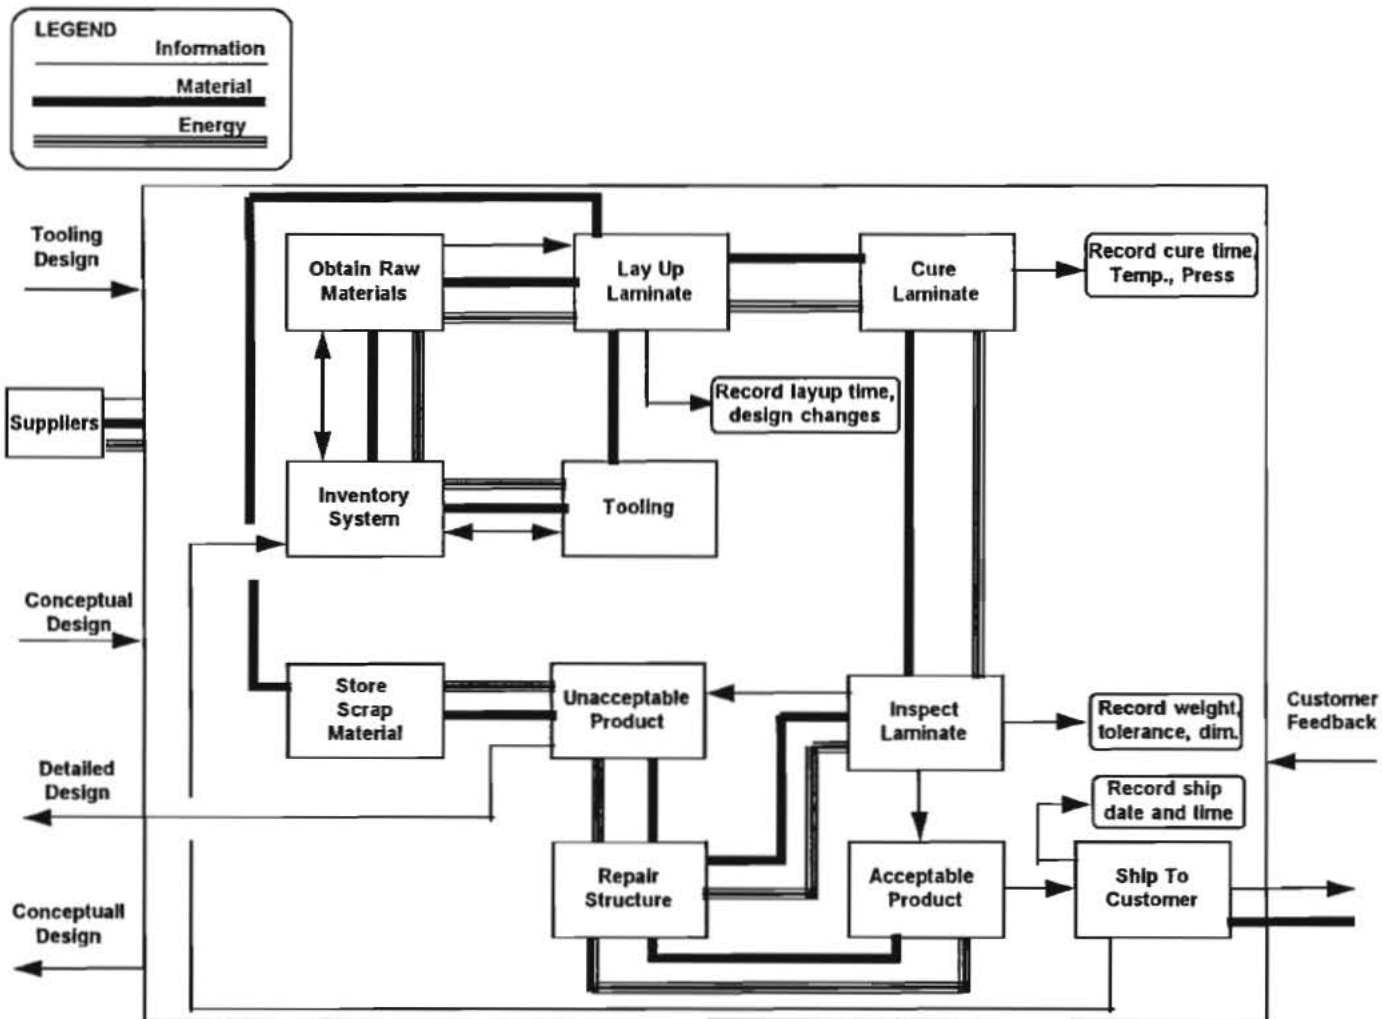 LEGEND
Information
Material
Energy
Tooling
Design
Obtain Raw
Materials
Lay Up
Laminate
Cure
Laminate
Record cure time,
Temp., Press
Record layup time,
design changes
Suppliers
Inventory
System
Tooling
Conceptual
Design
Store
Scrap
Material
Unacceptable
Product
Inspect
Laminate
Record weight,
tolerance, dim.
Customer
Feedback
Detailed
Design
Record ship
date and time
Repair
Structure
Acceptable
Product
Ship To
Customer
Conceptuall
Design